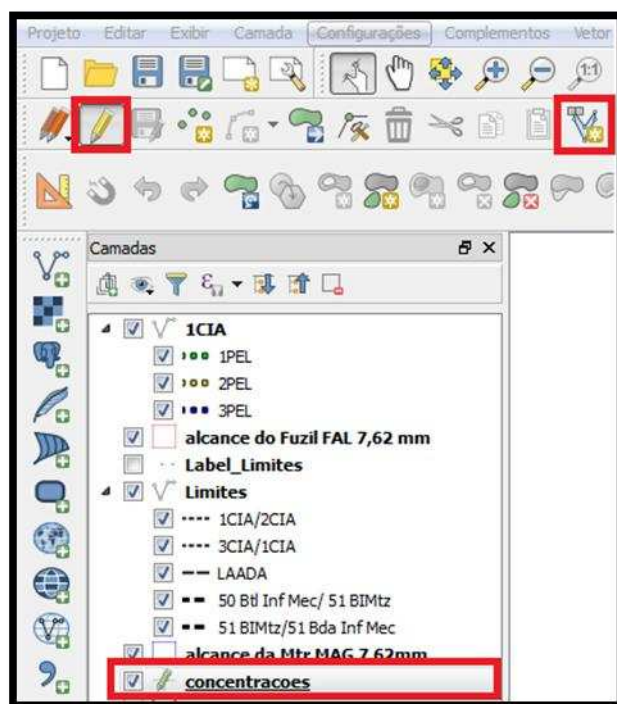 Projeto Editar Exibir Camada Configurações Complementos Vetor
1:1
Camadas
1CIA
1PEL
2PEL
3PEL
alcance do Fuzil FAL 7,62 mm
Label_Limites
Limites
1CIA/2CIA
3CIA/1CIA
LAADA
50 Btl Inf Mec/ 51 BIMtz
51 BIMtz/51 Bda Inf Mec
alcance da Mtr MAG 7,62mm
concentracoes